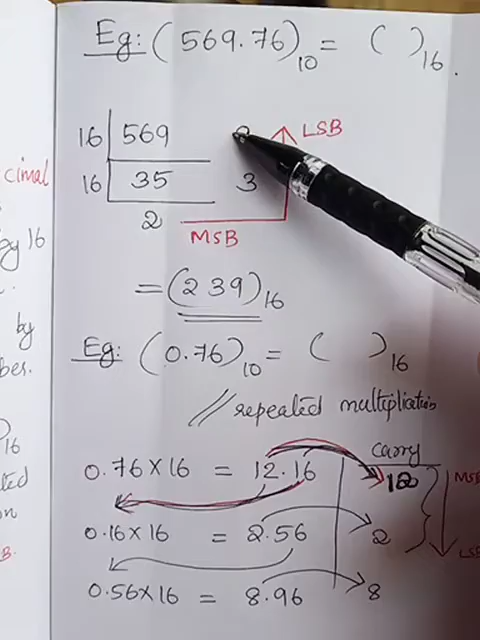 Eg: (569.76)10 = ( )16.
16 569 LSB
cimal
16 35 3
2
MSB
by 16
= (239)16
by
Eg: (0.76)10 = ( )16
bes.
// repeated multiplication
)16
Carry
0.76 x 16 = 12.16 12 MSB
0.16 x 16 = 2.56 2
0.56 x 16 = 8.96 8